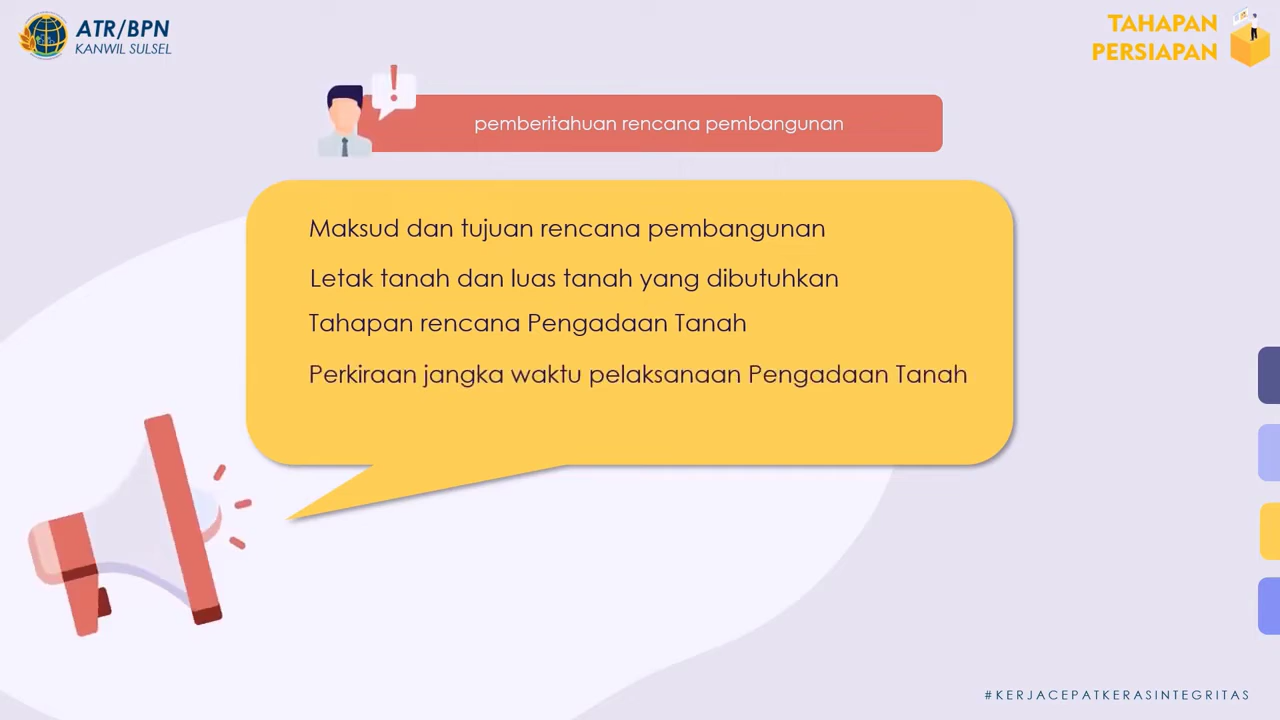 ATR/BPN
KANWIL SULSEL
TAHAPAN
PERSIAPAN
pemberitahuan rencana pembangunan
Maksud dan tujuan rencana pembangunan
Letak tanah dan luas tanah yang dibutuhkan
Tahapan rencana Pengadaan Tanah
Perkiraan jangka waktu pelaksanaan Pengadaan Tanah
#KERJACEPATKERASINTEGRITAS